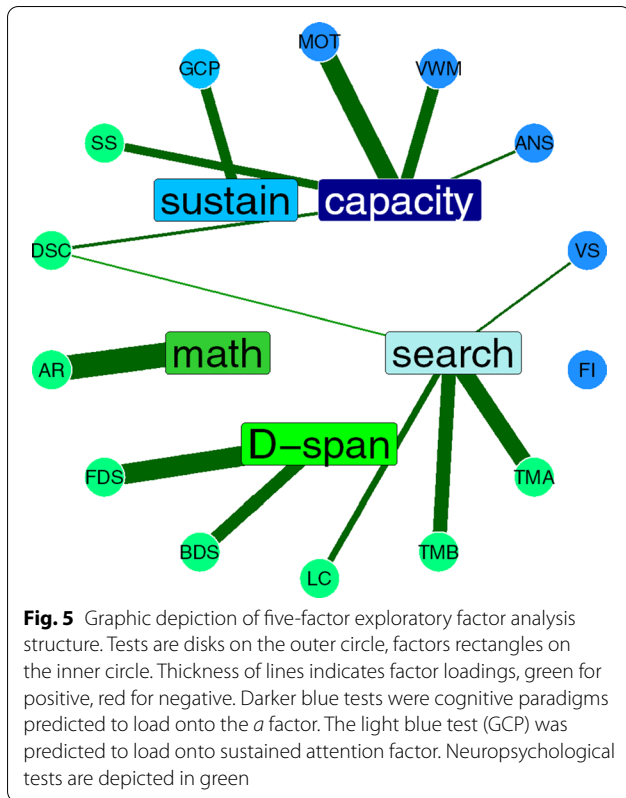 MOT
GCP
VWM
SS
ANS
sustain
capacity
DSC
VS
math
search
AR
FI
D-span
FDS
TMA
BDS
TMB
LC
Fig. 5 Graphic depiction of five-factor exploratory factor analysis
structure. Tests are disks on the outer circle, factors rectangles on
the inner circle. Thickness of lines indicates factor loadings, green for
positive, red for negative. Darker blue tests were cognitive paradigms
predicted to load onto the a factor. The light blue test (GCP) was
predicted to load onto sustained attention factor. Neuropsychological
tests are depicted in green